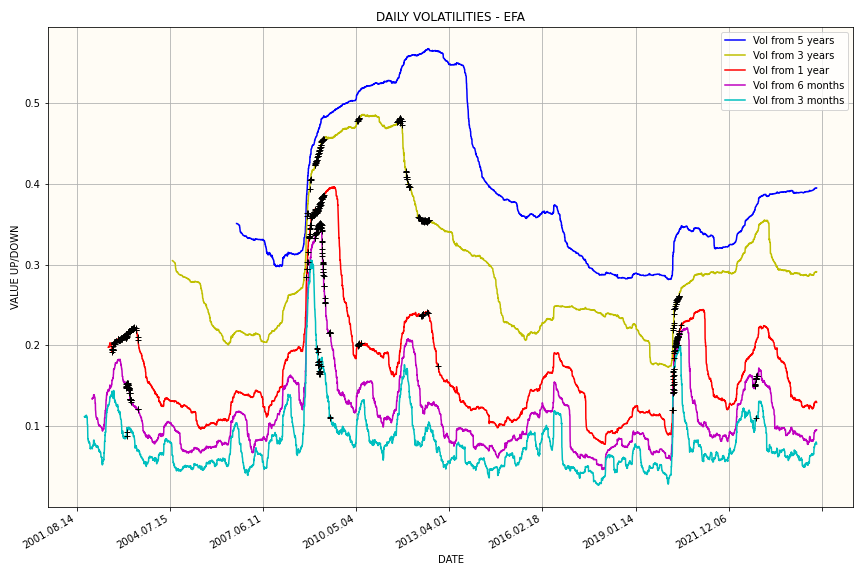 DAILY VOLATILITIES - EFA
Vol from 5 years
Vol from 3 years
Vol from 1 year
Vol from 6 months
Vol from 3 months
VALUE UP/DOWN
0.5
0.4
0.3
0.2
0.1
2001.08.14
2004.07.15
2007.06.11
2010.05.04
2013.04.01
2016.02.18
2019.01.14
2021.12.06
DATE